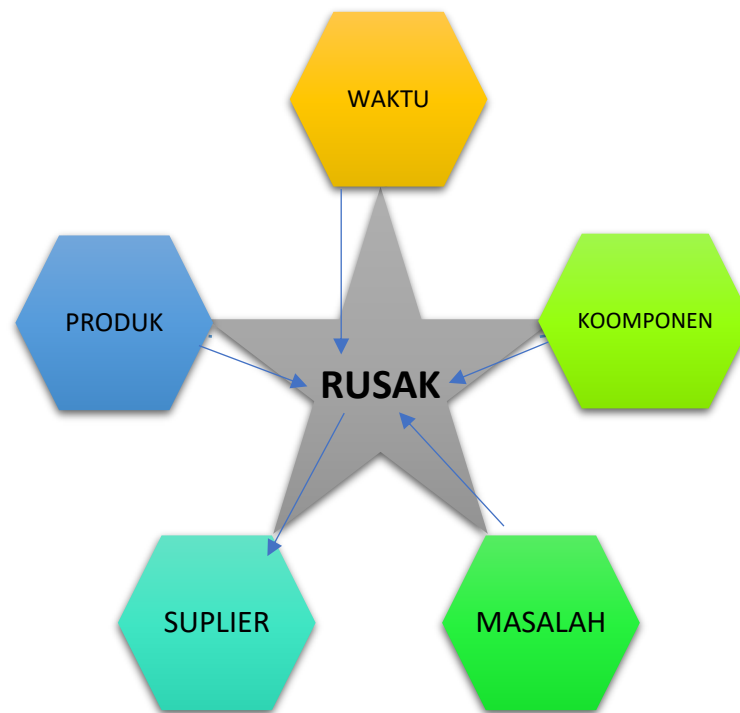 WAKTU
PRODUK
KOOMPONEN
RUSAK
SUPLIER
MASALAH